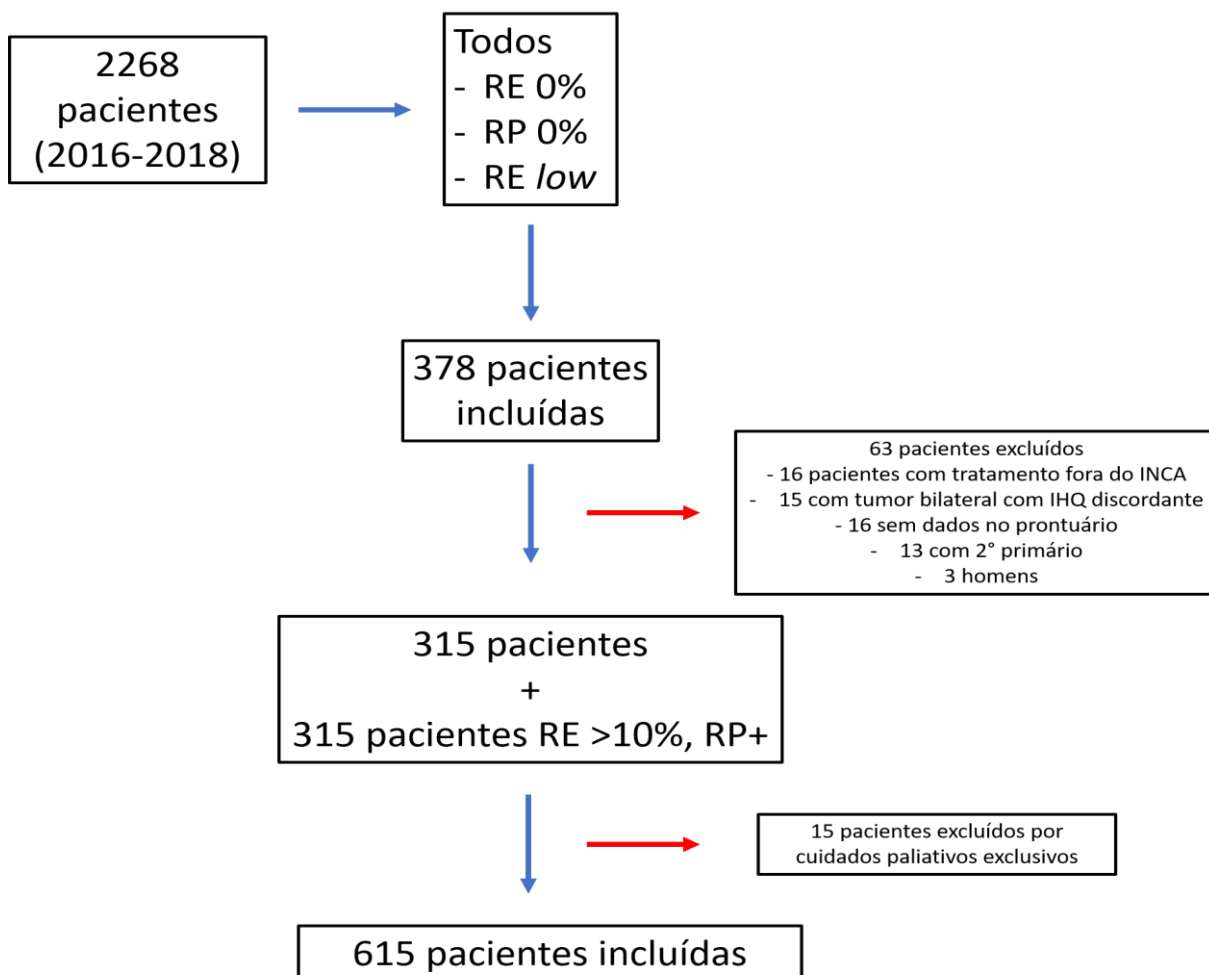 2268
pacientes
(2016-2018)
Todos
- RE 0%
- RP 0%
- RE low
378 pacientes
incluídas
63 pacientes excluídos
- 16 pacientes com tratamento fora do INCA
- 15 com tumor bilateral com IHQ discordante
- 16 sem dados no prontuário
- 13 com 2° primário
- 3 homens
315 pacientes
+
315 pacientes RE >10%, RP+
15 pacientes excluídos por
cuidados paliativos exclusivos
615 pacientes incluídas